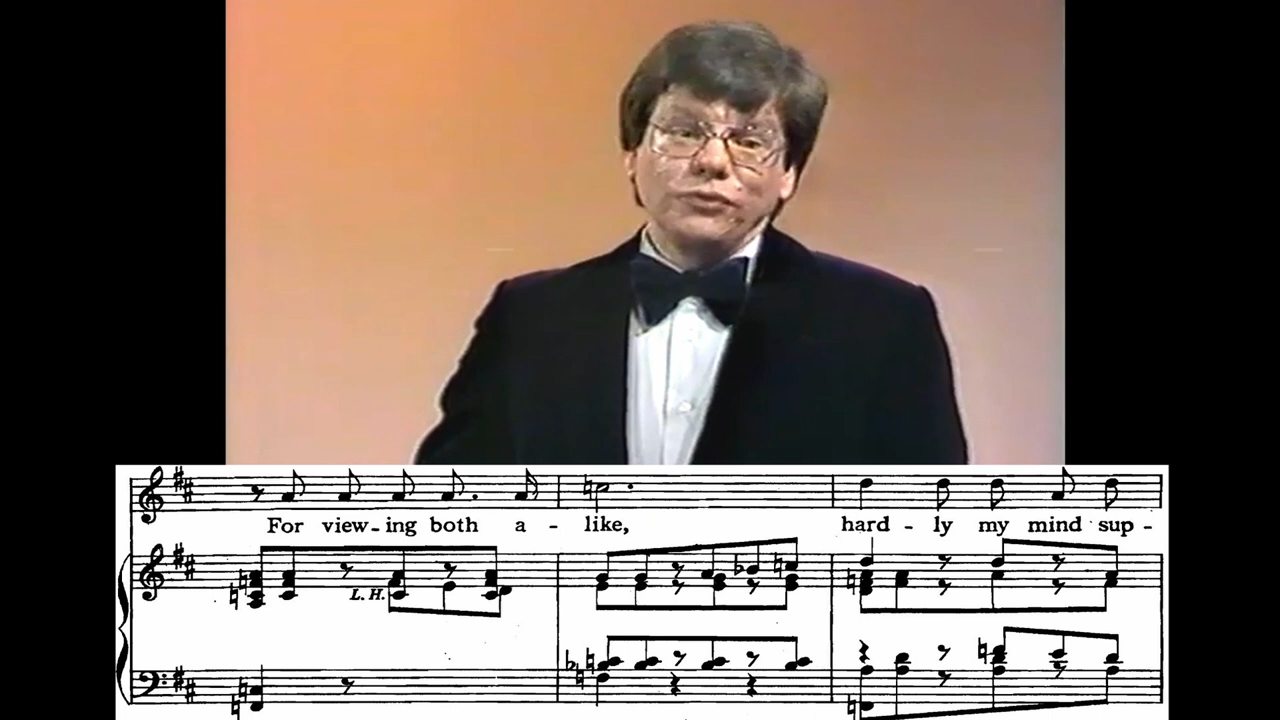 For view-ing both a - like, hard - ly my mind sup -
L. H.